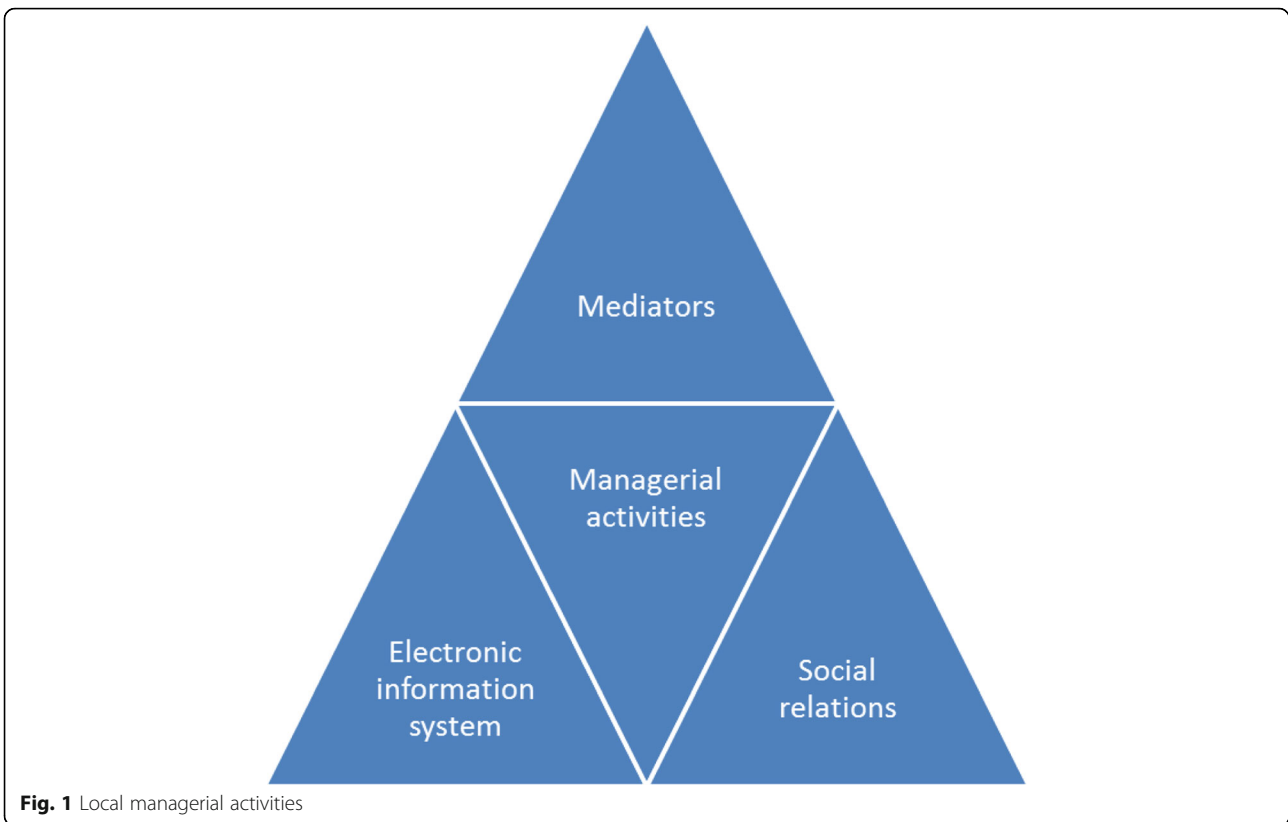 Mediators
Managerial
activities
Electronic
information
system
Social
relations
Fig. 1 Local managerial activities